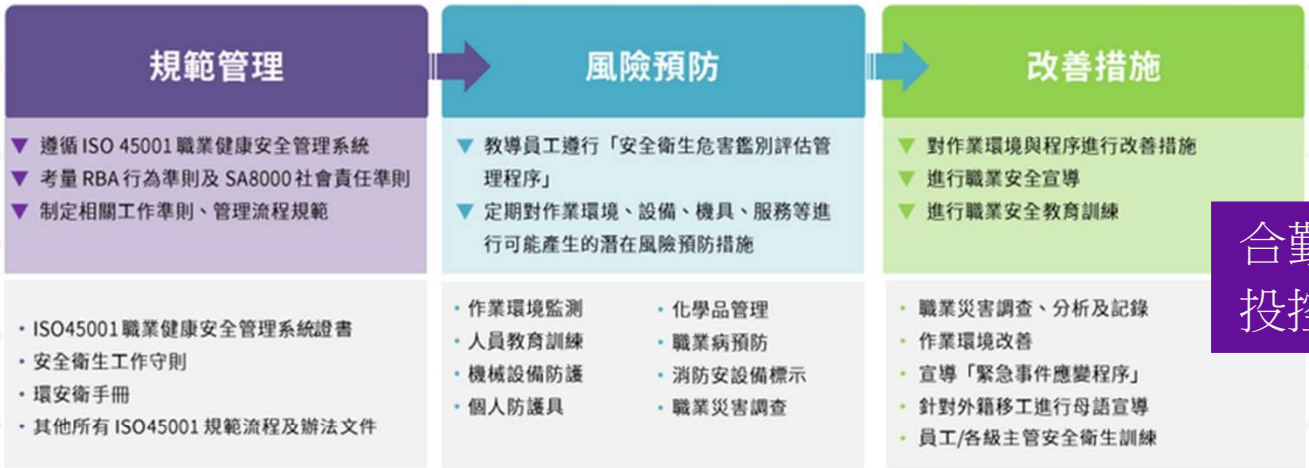 規範管理
▼ 遵循 ISO 45001 職業健康安全管理系統
▼ 考量 RBA 行為準則及 SA8000 社會責任準則
▼ 制定相關工作準則、管理流程規範
・ISO45001 職業健康安全管理系統證書
・安全衛生工作守則
・環安衛手冊
・其他所有 ISO45001 規範流程及辦法文件
風險預防
▼ 教導員工遵行「安全衛生危害鑑別評估管
理程序」
▼ 定期對作業環境、設備、機具、服務等進
行可能產生的潛在風險預防措施
・作業環境監測
・人員教育訓練
・機械設備防護
・個人防護具
・化學品管理
・職業病預防
・消防安設備標示
・職業災害調查
改善措施
▼ 對作業環境與程序進行改善措施
▼ 進行職業安全宣導
▼ 進行職業安全教育訓練
・職業災害調查、分析及記錄
・作業環境改善
・宣導「緊急事件應變程序」
・針對外籍移工進行母語宣導
・員工/各級主管安全衛生訓練
合勤
投控